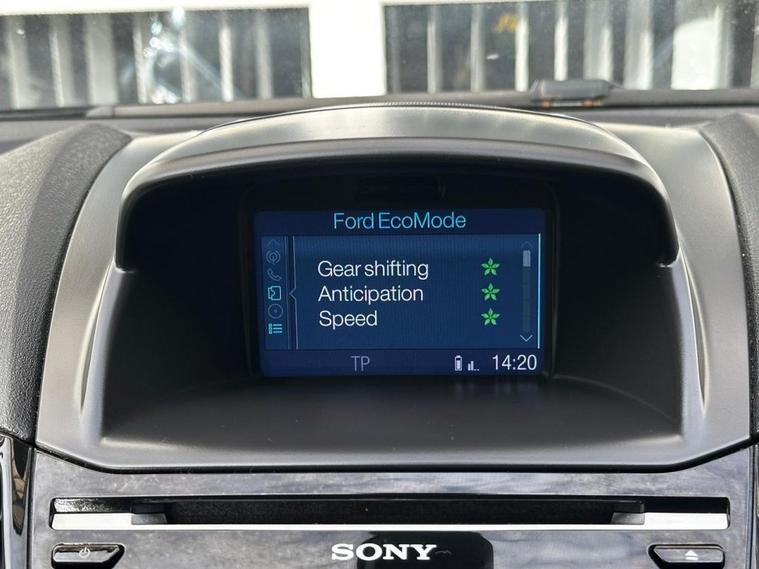 Ford EcoMode
Gear shifting
Anticipation
Speed
TP 14:20
SONY